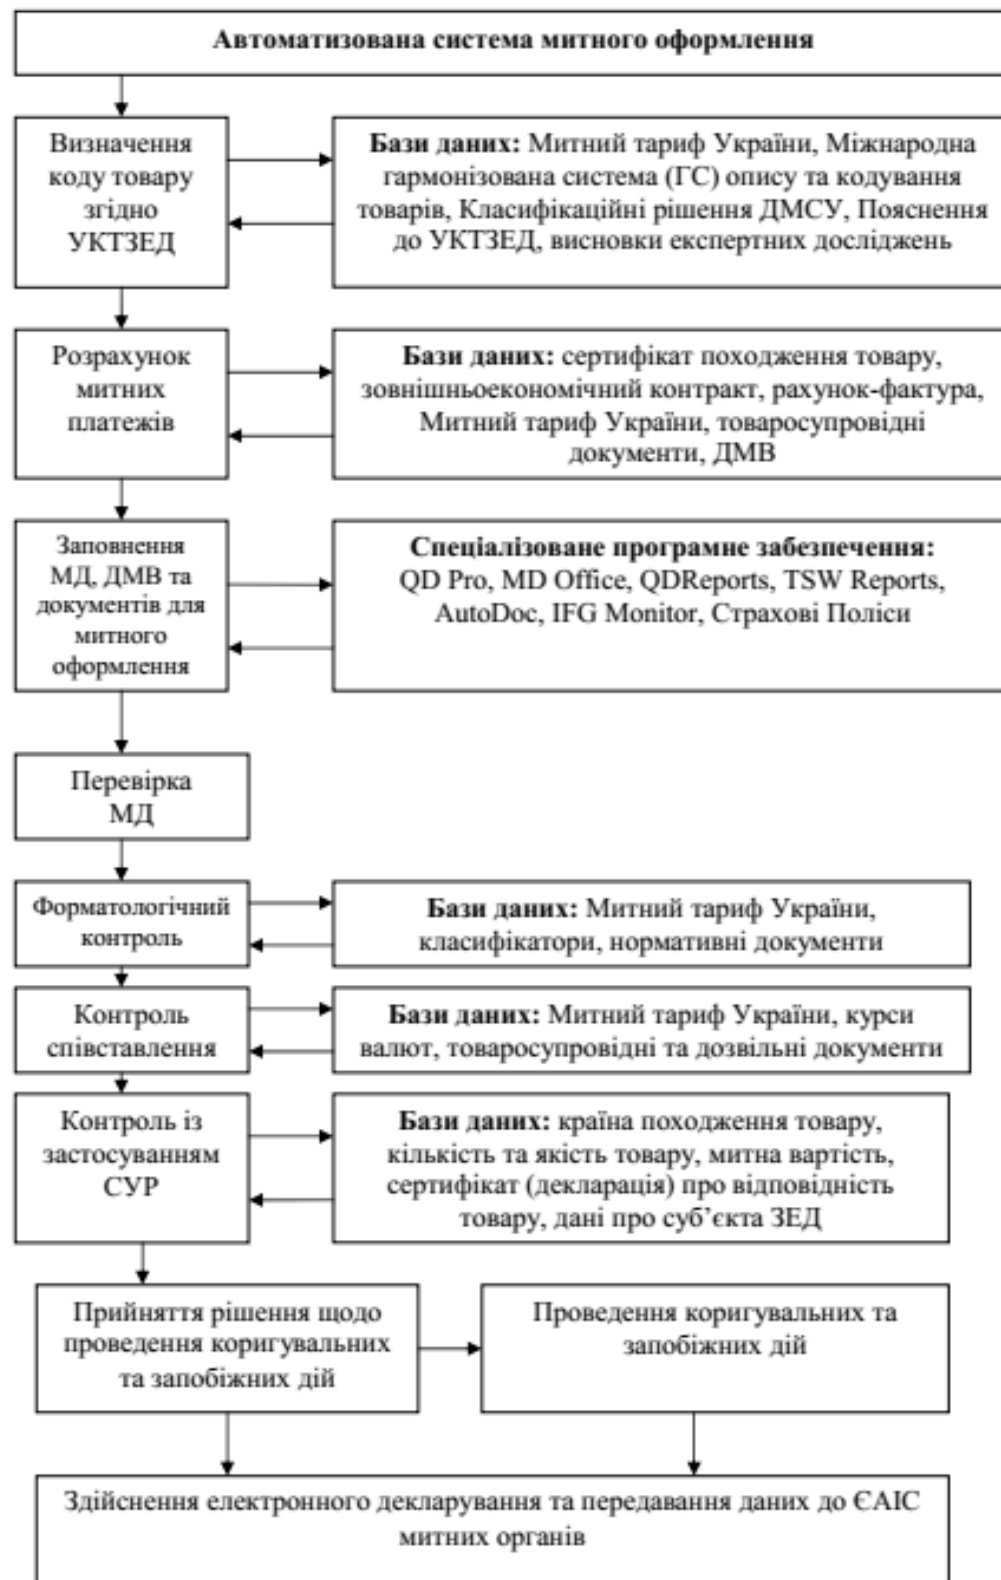 Автоматизована система митного оформлення
Визначення
коду товару
згідно
УКТЗЕД
Бази даних: Митний тариф України, Міжнародна
гармонізована система (ГС) опису та кодування
товарів, Класифікаційні рішення ДМСУ, Пояснення
до УКТЗЕД, висновки експертних досліджень
Розрахунок
митних
платежів
Бази даних: сертифікат походження товару,
зовнішньоекономічний контракт, рахунок-фактура,
Митний тариф України, товаросупровідні
документи, ДМВ
Заповнення
МД, ДМВ та
документів для
митного
оформлення
Спеціалізоване програмне забезпечення:
QD Pro, MD Office, QDReports, TSW Reports,
AutoDoc, IFG Monitor, Страхові Поліси
Перевірка
МД
Форматологічний
контроль
Бази даних: Митний тариф України,
класифікатори, нормативні документи
Контроль
співставлення
Бази даних: Митний тариф України, курси
валют, товаросупровідні та дозвільні документи
Контроль із
застосуванням
СУР
Бази даних: країна походження товару,
кількість та якість товару, митна вартість,
сертифікат (декларація) про відповідність
товару, дані про суб’єкта ЗЕД
Прийняття рішення щодо
проведення коригувальних
та запобіжних дій
Проведення коригувальних та
запобіжних дій
Здійснення електронного декларування та передавання даних до ЄАІС
митних органів